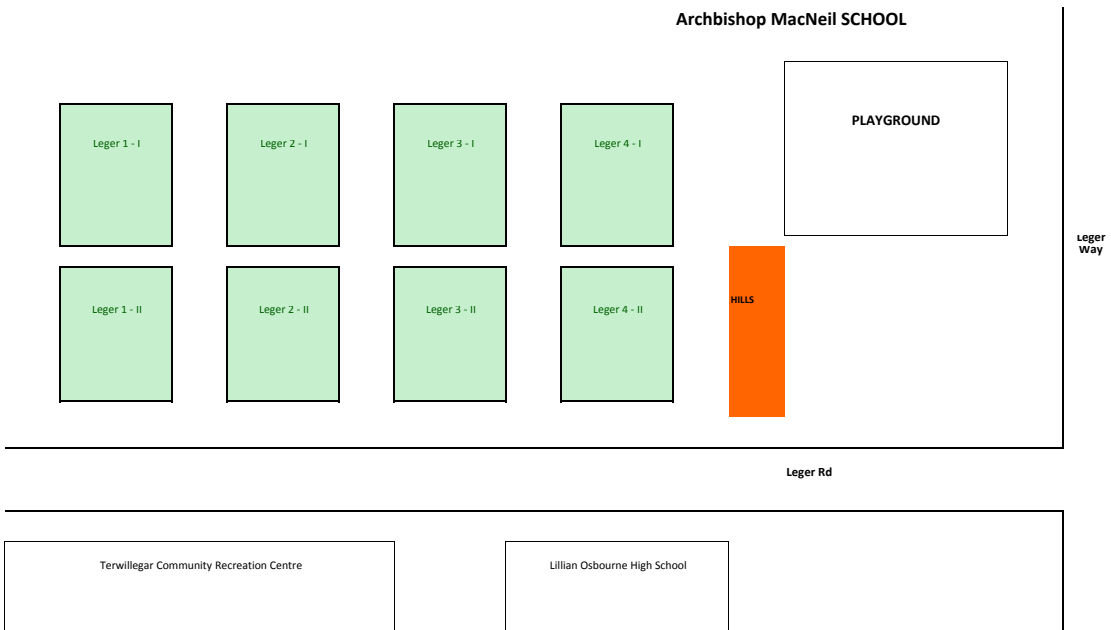 Archbishop MacNeil SCHOOL
PLAYGROUND
Leger 1 - I
Leger 2 - I
Leger 3 - I
Leger 4 - I
Leger
Way
HILLS
Leger 1 - II
Leger 2 - II
Leger 3 - II
Leger 4 - II
Leger Rd
Terwillegar Community Recreation Centre
Lillian Osbourne High School